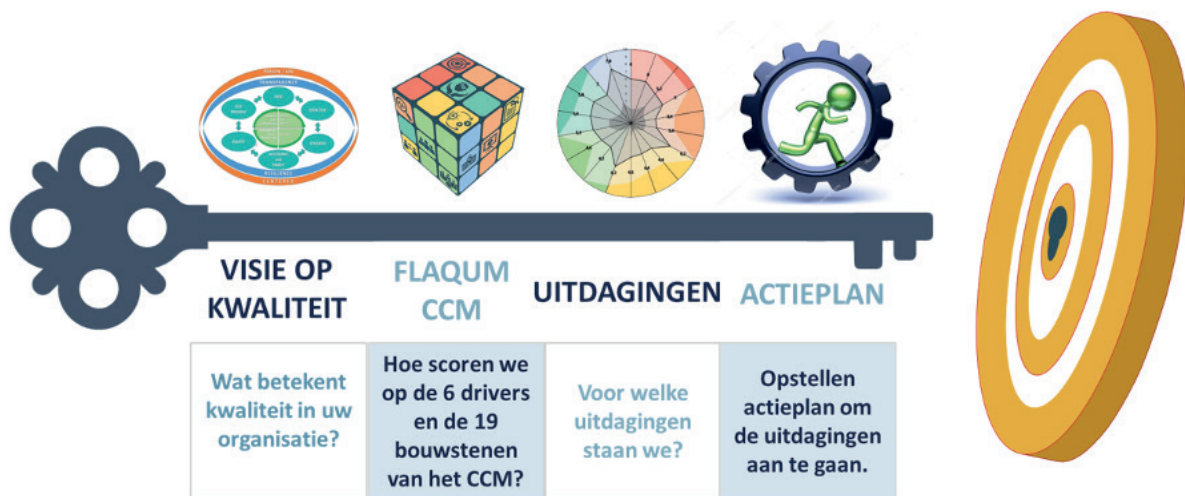 TRANSPARENT
RESILIENCE
VISIE OP
KWALITEIT
FLAQUM
CCM
UITDAGINGEN
ACTIEPLAN
Wat betekent
kwaliteit in uw
organisatie?
Hoe scoren we
op de 6 drivers
en de 19
bouwstenen
van het CCM?
Voor welke
uitdagingen
staan we?
Opstellen
actieplan om
de uitdagingen
aan te gaan.